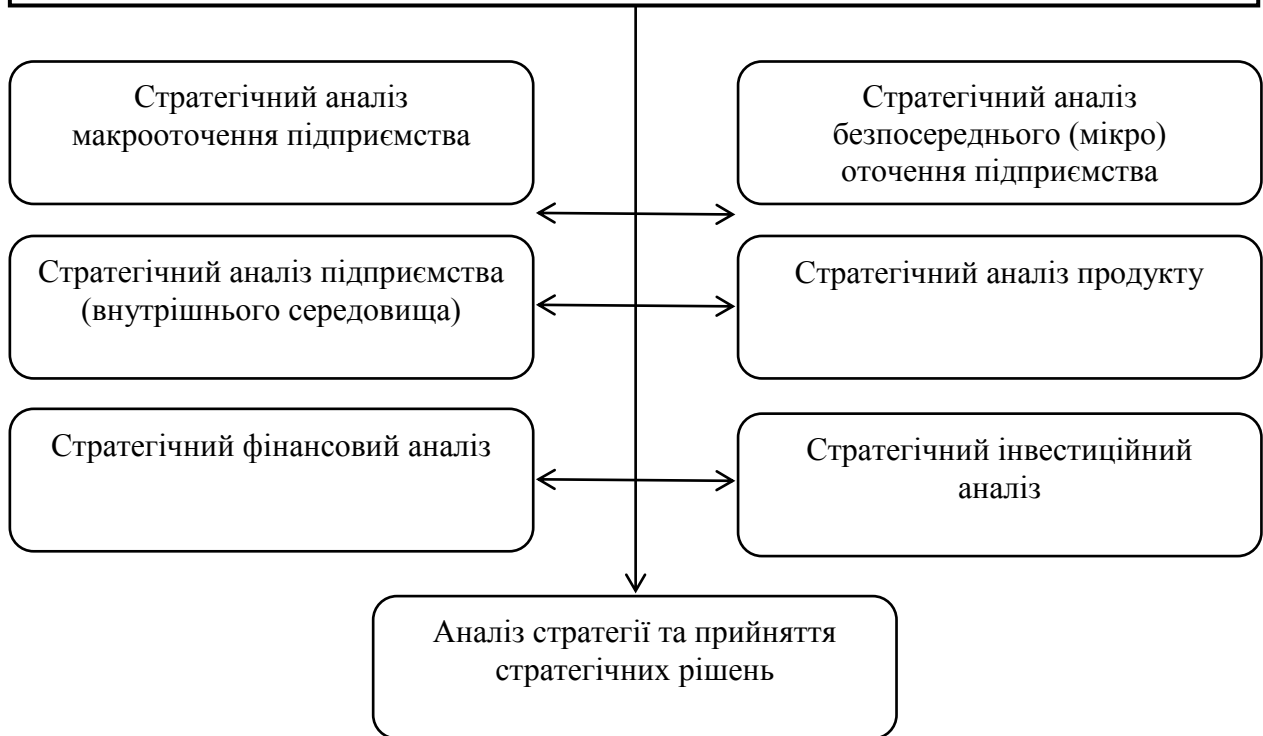 Стратегічний аналіз
макрооточення підприємства
Стратегічний аналіз
безпосереднього (мікро)
оточення підприємства
Стратегічний аналіз підприємства
(внутрішнього середовища)
Стратегічний аналіз продукту
Стратегічний фінансовий аналіз
Стратегічний інвестиційний
аналіз
Аналіз стратегії та прийняття
стратегічних рішень